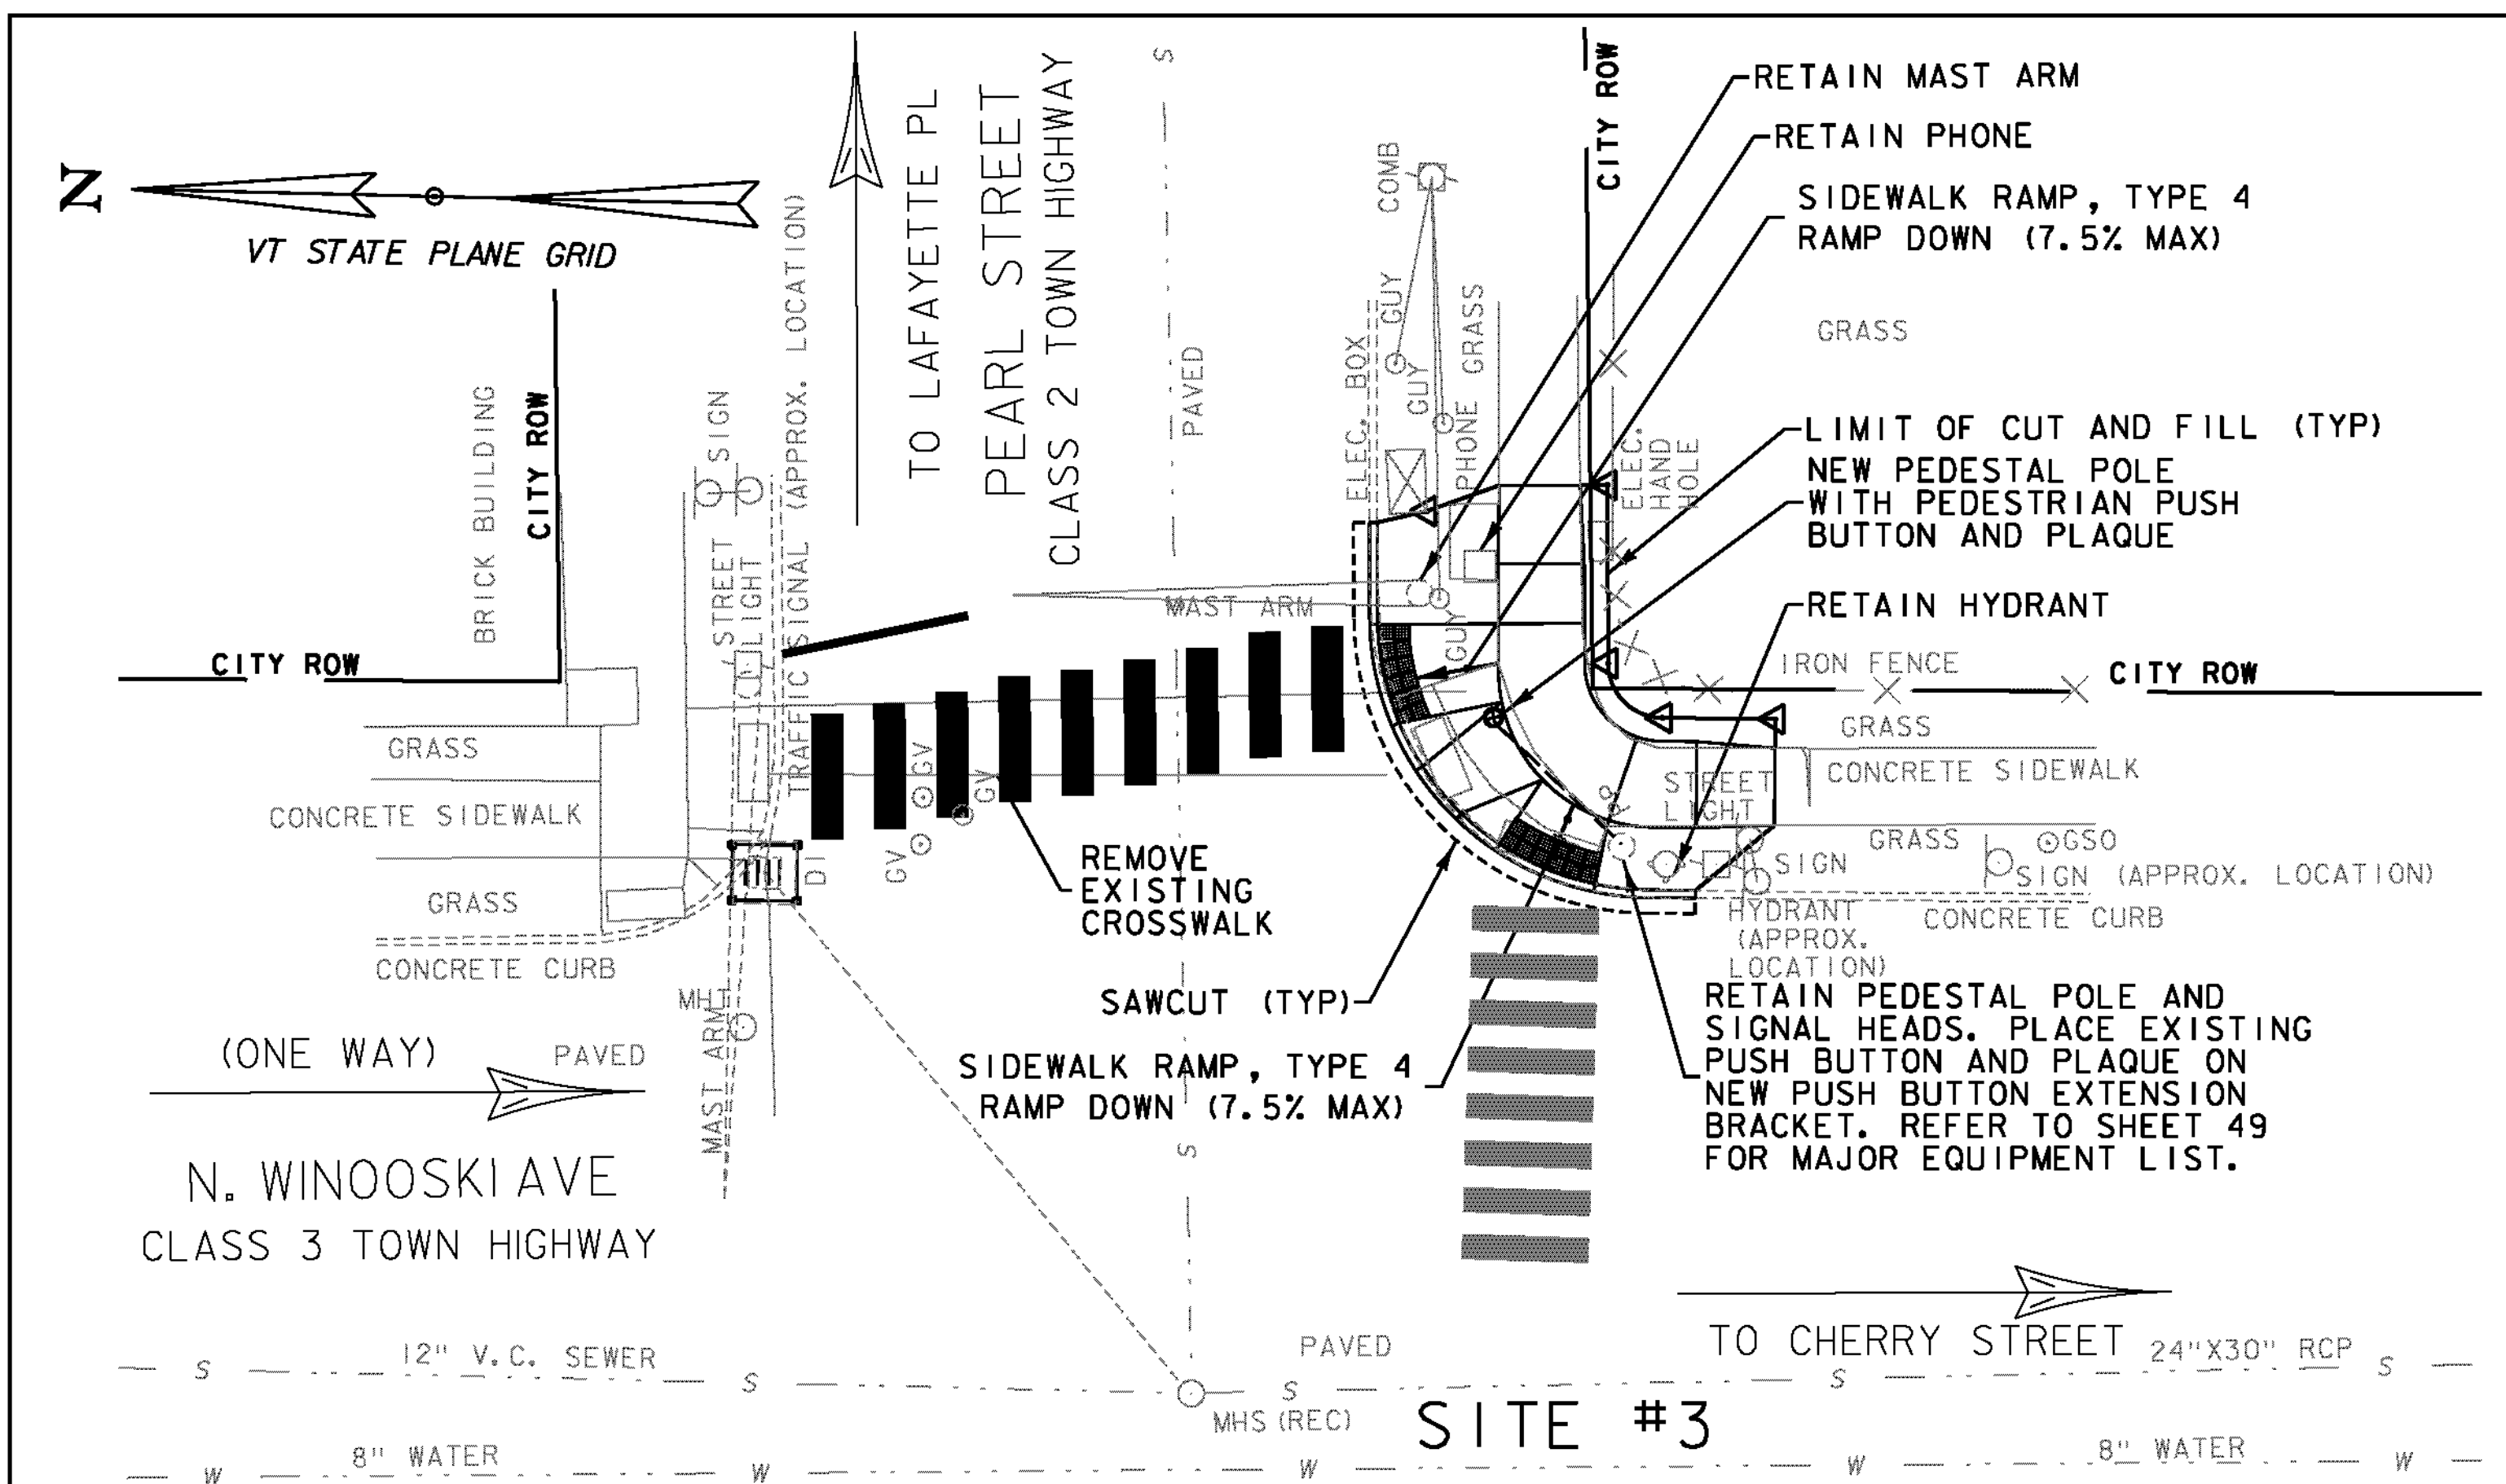 N
VT STATE PLANE GRID
CITY ROW
CITY ROW
BRICK BUILDING
SIGN
STREET
LIGHT
TRAFFIC SIGNAL (APPROX. LOCATION)
TO LAFAYETTE PL
PEARL STREET
CLASS 2 TOWN HIGHWAY
S
PAVED
MAST ARM
ELEC. BOX
COMB
GUY
GUY
GUY
PHONE
GRASS
CITY ROW
CITY ROW
RETAIN MAST ARM
RETAIN PHONE
SIDEWALK RAMP, TYPE 4
RAMP DOWN (7.5% MAX)
GRASS
ELEC.
HAND
HOLE
LIMIT OF CUT AND FILL (TYP)
NEW PEDESTAL POLE
WITH PEDESTRIAN PUSH
BUTTON AND PLAQUE
RETAIN HYDRANT
IRON FENCE
CITY ROW
GRASS
CONCRETE SIDEWALK
STREET
LIGHT
GRASS
GSO
SIGN
SIGN (APPROX. LOCATION)
HYDRANT
(APPROX.
LOCATION)
CONCRETE CURB
GRASS
CONCRETE SIDEWALK
GRASS
CONCRETE CURB
DI
GV
GV
GV
REMOVE
EXISTING
CROSSWALK
SAWCUT (TYP)
SIDEWALK RAMP, TYPE 4
RAMP DOWN (7.5% MAX)
RETAIN PEDESTAL POLE AND
SIGNAL HEADS. PLACE EXISTING
PUSH BUTTON AND PLAQUE ON
NEW PUSH BUTTON EXTENSION
BRACKET. REFER TO SHEET 49
FOR MAJOR EQUIPMENT LIST.
MHT
MAST ARM
(ONE WAY)
PAVED
N. WINOOSKI AVE
CLASS 3 TOWN HIGHWAY
S
TO CHERRY STREET
PAVED
12" V.C. SEWER
24"X30" RCP
S
S
S
S
S
MHS (REC)
SITE #3
8" WATER
8" WATER
W
W
W
W
W